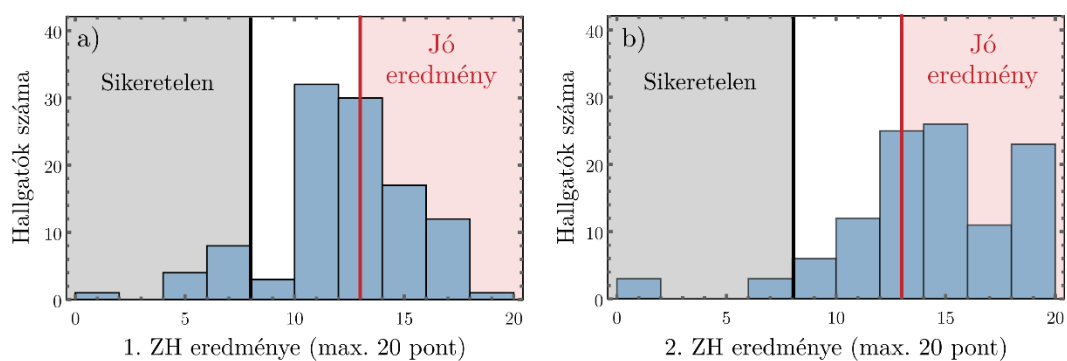 a)
Sikeretelen
Jó
eredmény
Hallgatók száma
40
30
20
10
0
0 5 10 15 20
1. ZH eredménye (max. 20 pont)
b)
Sikeretelen
Jó
eredmény
Hallgatók száma
40
30
20
10
0
0 5 10 15 20
2. ZH eredménye (max. 20 pont)